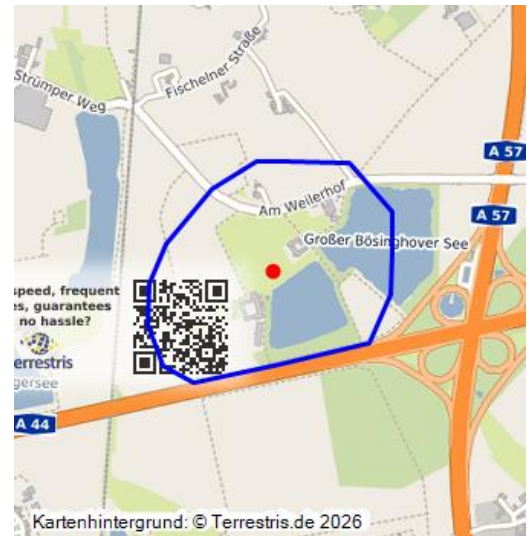 Strümper Weg
Fischelner Straße
A 57
Am Weilerhof
A 57
Großer Bösinghover See
speed, frequent
es, guarantees
no hassle?
terrestris
gersee
A 44
Kartenhintergrund: © Terrestris.de 2026